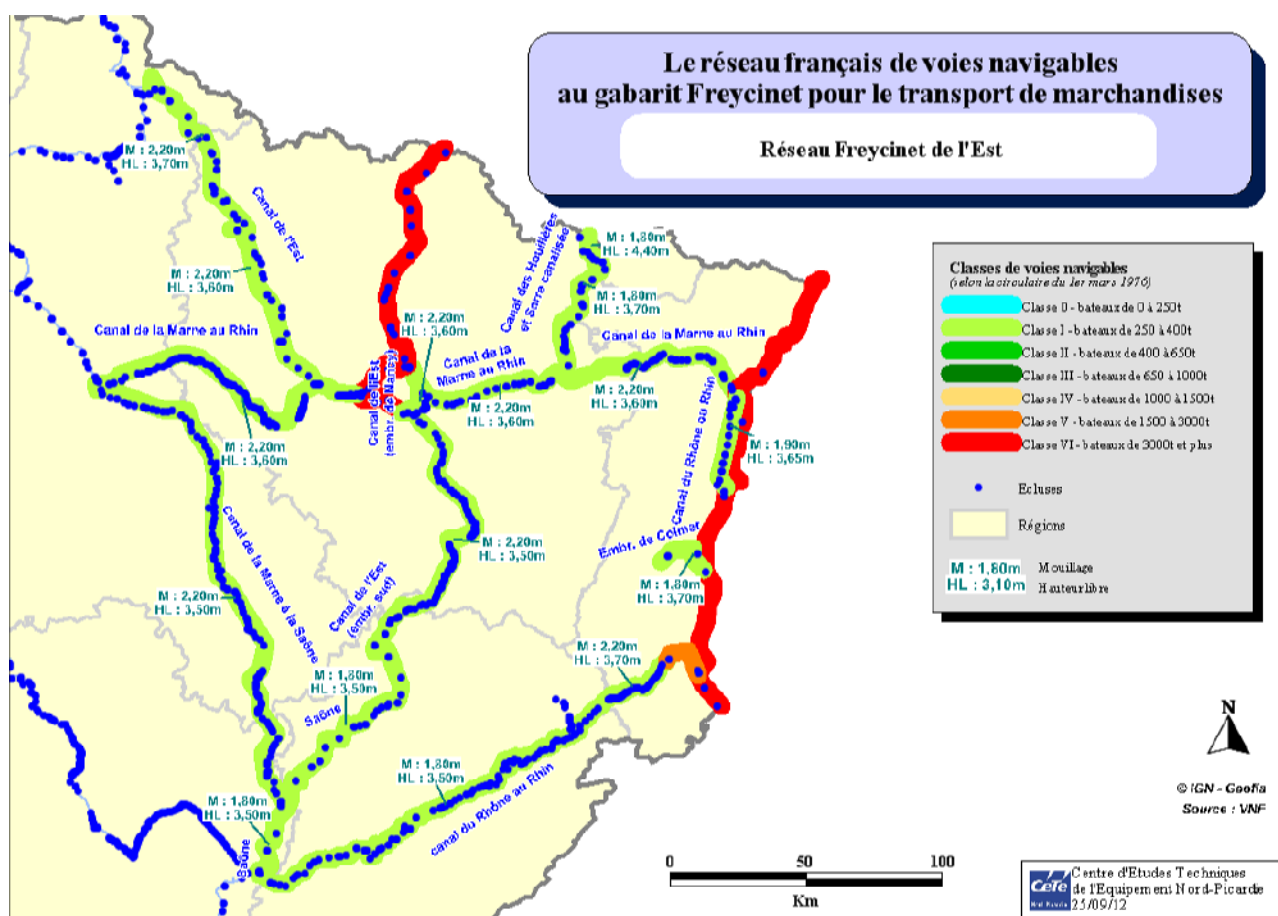 Le réseau français de voies navigables
au gabarit Freycinet pour le transport de marchandises
Réseau Freycinet de l'Est
M : 2,20m
HL : 3,70m
Canal de l'Est
M : 2,20m
HL : 3,60m
Canal de la Marne au Rhin
M : 2,20m
HL : 3,60m
Canal de l'Est
(embr. de Nancy)
M : 2,20m
HL : 3,60m
Canal de la
Marne au Rhin
M : 2,20m
HL : 3,60m
Canal des Houillères
et Sarre canalisée
M : 1,80m
HL : 4,40m
M : 1,80m
HL : 3,70m
Canal de la Marne au Rhin
M : 2,20m
HL : 3,60m
Canal du Rhône au Rhin
M : 1,90m
HL : 3,65m
Embr. de Colmar
M : 1,80m
HL : 3,70m
M : 2,20m
HL : 3,50m
Canal de l'Est
(embr. sud)
Canal de la Marne à la Saône
M : 2,20m
HL : 3,50m
M : 1,80m
HL : 3,50m
Saône
M : 2,20m
HL : 3,70m
M : 1,80m
HL : 3,50m
canal du Rhône au Rhin
M : 1,80m
HL : 3,50m
Saône
Classes de voies navigables
(selon la circulaire du 1er mars 1976)
Classe 0 - bateaux de 0 à 250t
Classe I - bateaux de 250 à 400t
Classe II - bateaux de 400 à 650t
Classe III - bateaux de 650 à 1000t
Classe IV - bateaux de 1000 à 1500t
Classe V - bateaux de 1500 à 3000t
Classe VI - bateaux de 3000t et plus
Ecluses
Régions
M : 1,80m Mouillage
HL : 3,10m Hauteur libre
N
© IGN - Geofla
Source : VNF
0 50 100
Km
CETE
Nord Picardie
Centre d'Etudes Techniques
de l'Equipement Nord-Picardie
25/09/12